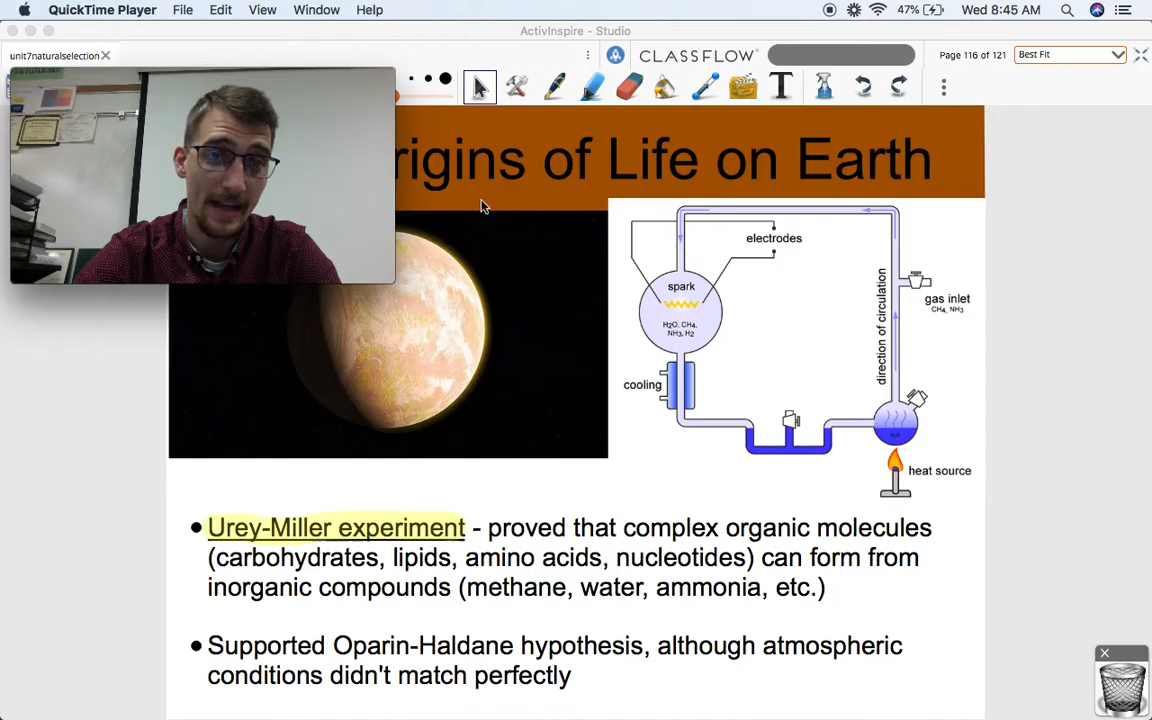 QuickTime Player File Edit View Window Help 47% Wed 8:45 AM
ActivInspire - Studio
unit7naturalselection
CLASSFLOW
Page 116 of 121
Best Fit
T
rigins of Life on Earth
electrodes
spark
H2O, CH4,
NH3, H2
cooling
direction of circulation
gas inlet
CH4, NH3
heat source
•Urey-Miller experiment - proved that complex organic molecules
(carbohydrates, lipids, amino acids, nucleotides) can form from
inorganic compounds (methane, water, ammonia, etc.)
•Supported Oparin-Haldane hypothesis, although atmospheric
conditions didn't match perfectly